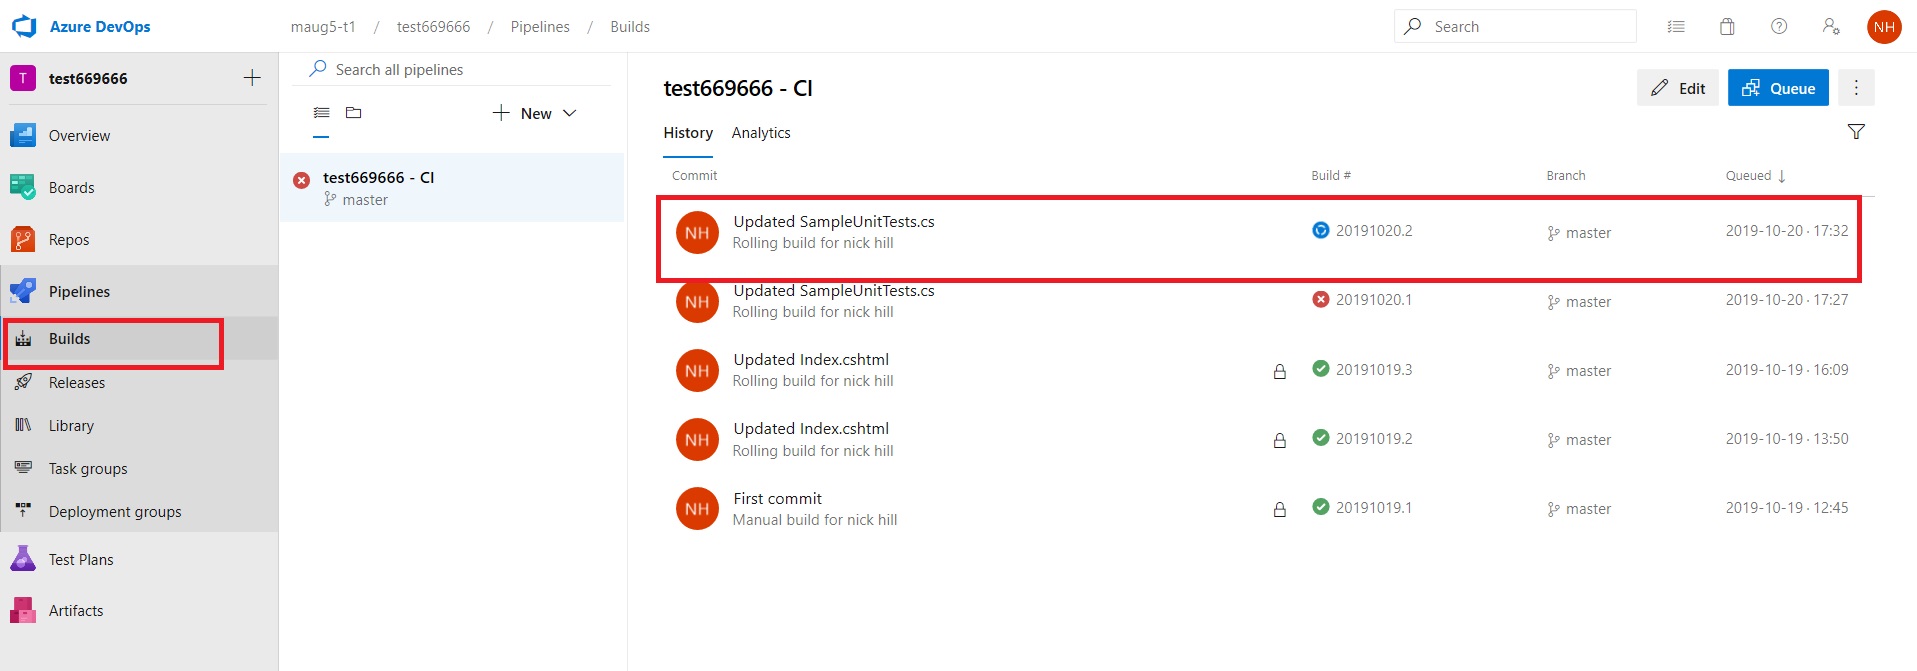 Azure DevOps
maug5-t1 / test669666 / Pipelines / Builds
Search
NH
T test669666
Overview
Boards
Repos
Pipelines
Builds
Releases
Library
Task groups
Deployment groups
Test Plans
Artifacts
Search all pipelines
New
test669666 - CI
master
test669666 - CI
Edit
Queue
History Analytics
Commit Build # Branch Queued
NH Updated SampleUnitTests.cs 20191020.2 master 2019-10-20 · 17:32
Rolling build for nick hill
NH Updated SampleUnitTests.cs 20191020.1 master 2019-10-20 · 17:27
Rolling build for nick hill
NH Updated Index.cshtml 20191019.3 master 2019-10-19 · 16:09
Rolling build for nick hill
NH Updated Index.cshtml 20191019.2 master 2019-10-19 · 13:50
Rolling build for nick hill
NH First commit 20191019.1 master 2019-10-19 · 12:45
Manual build for nick hill